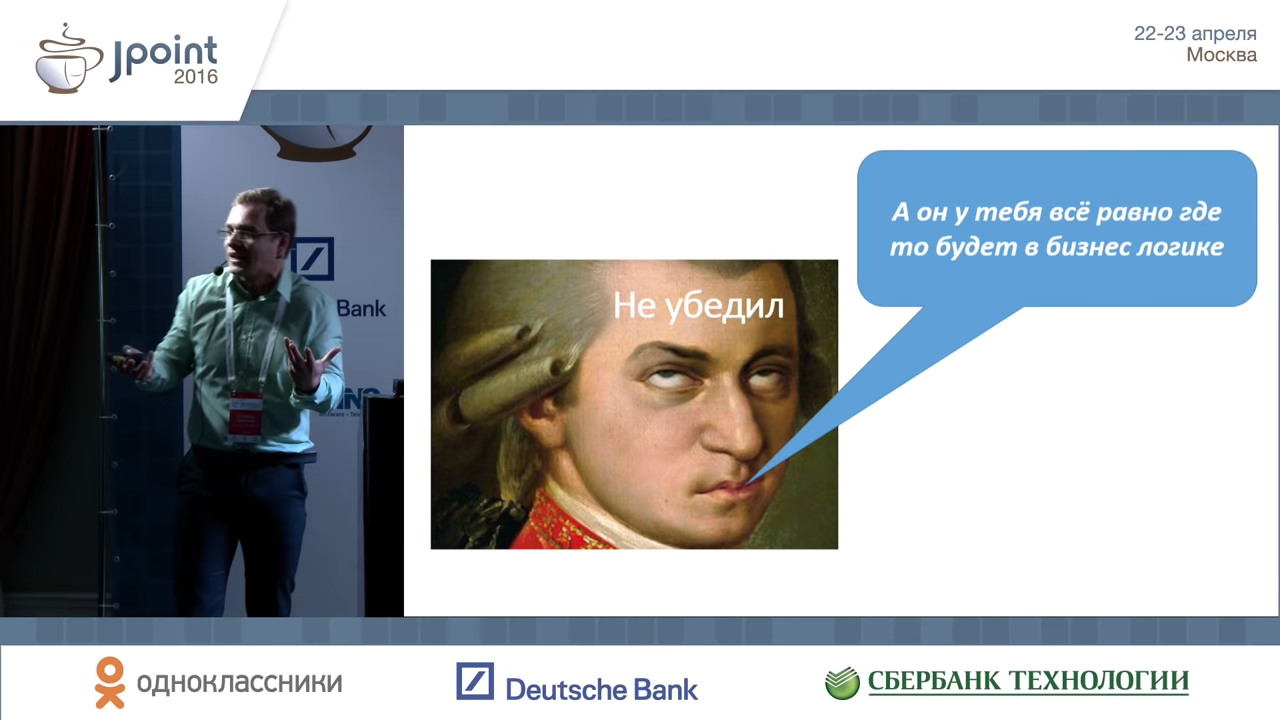 Jpoint
2016
22-23 апреля
Москва
Bank
А он у тебя всё равно где
то будет в бизнес логике
Не убедил
одноклассники
Deutsche Bank
СБЕРБАНК ТЕХНОЛОГИИ